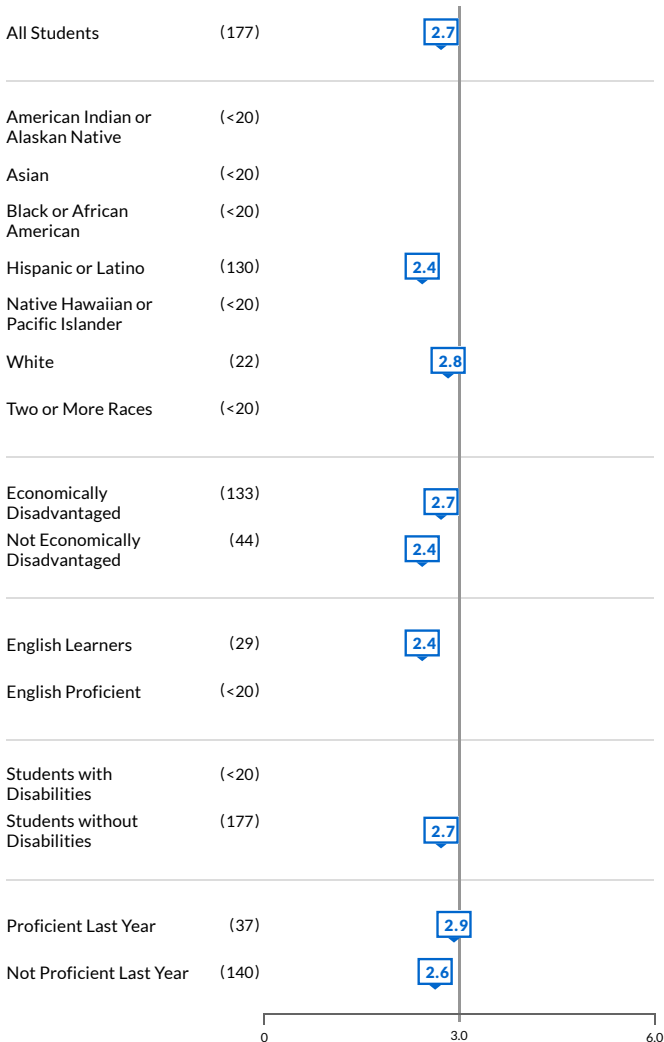 All Students (177) 2.7
American Indian or (<20)
Alaskan Native
Asian (<20)
Black or African (<20)
American
Hispanic or Latino (130) 2.4
Native Hawaiian or (<20)
Pacific Islander
White (22) 2.8
Two or More Races (<20)
Economically (133) 2.7
Disadvantaged
Not Economically (44) 2.4
Disadvantaged
English Learners (29) 2.4
English Proficient (<20)
Students with (<20)
Disabilities
Students without (177) 2.7
Disabilities
Proficient Last Year (37) 2.9
Not Proficient Last Year (140) 2.6
0 3.0 6.0